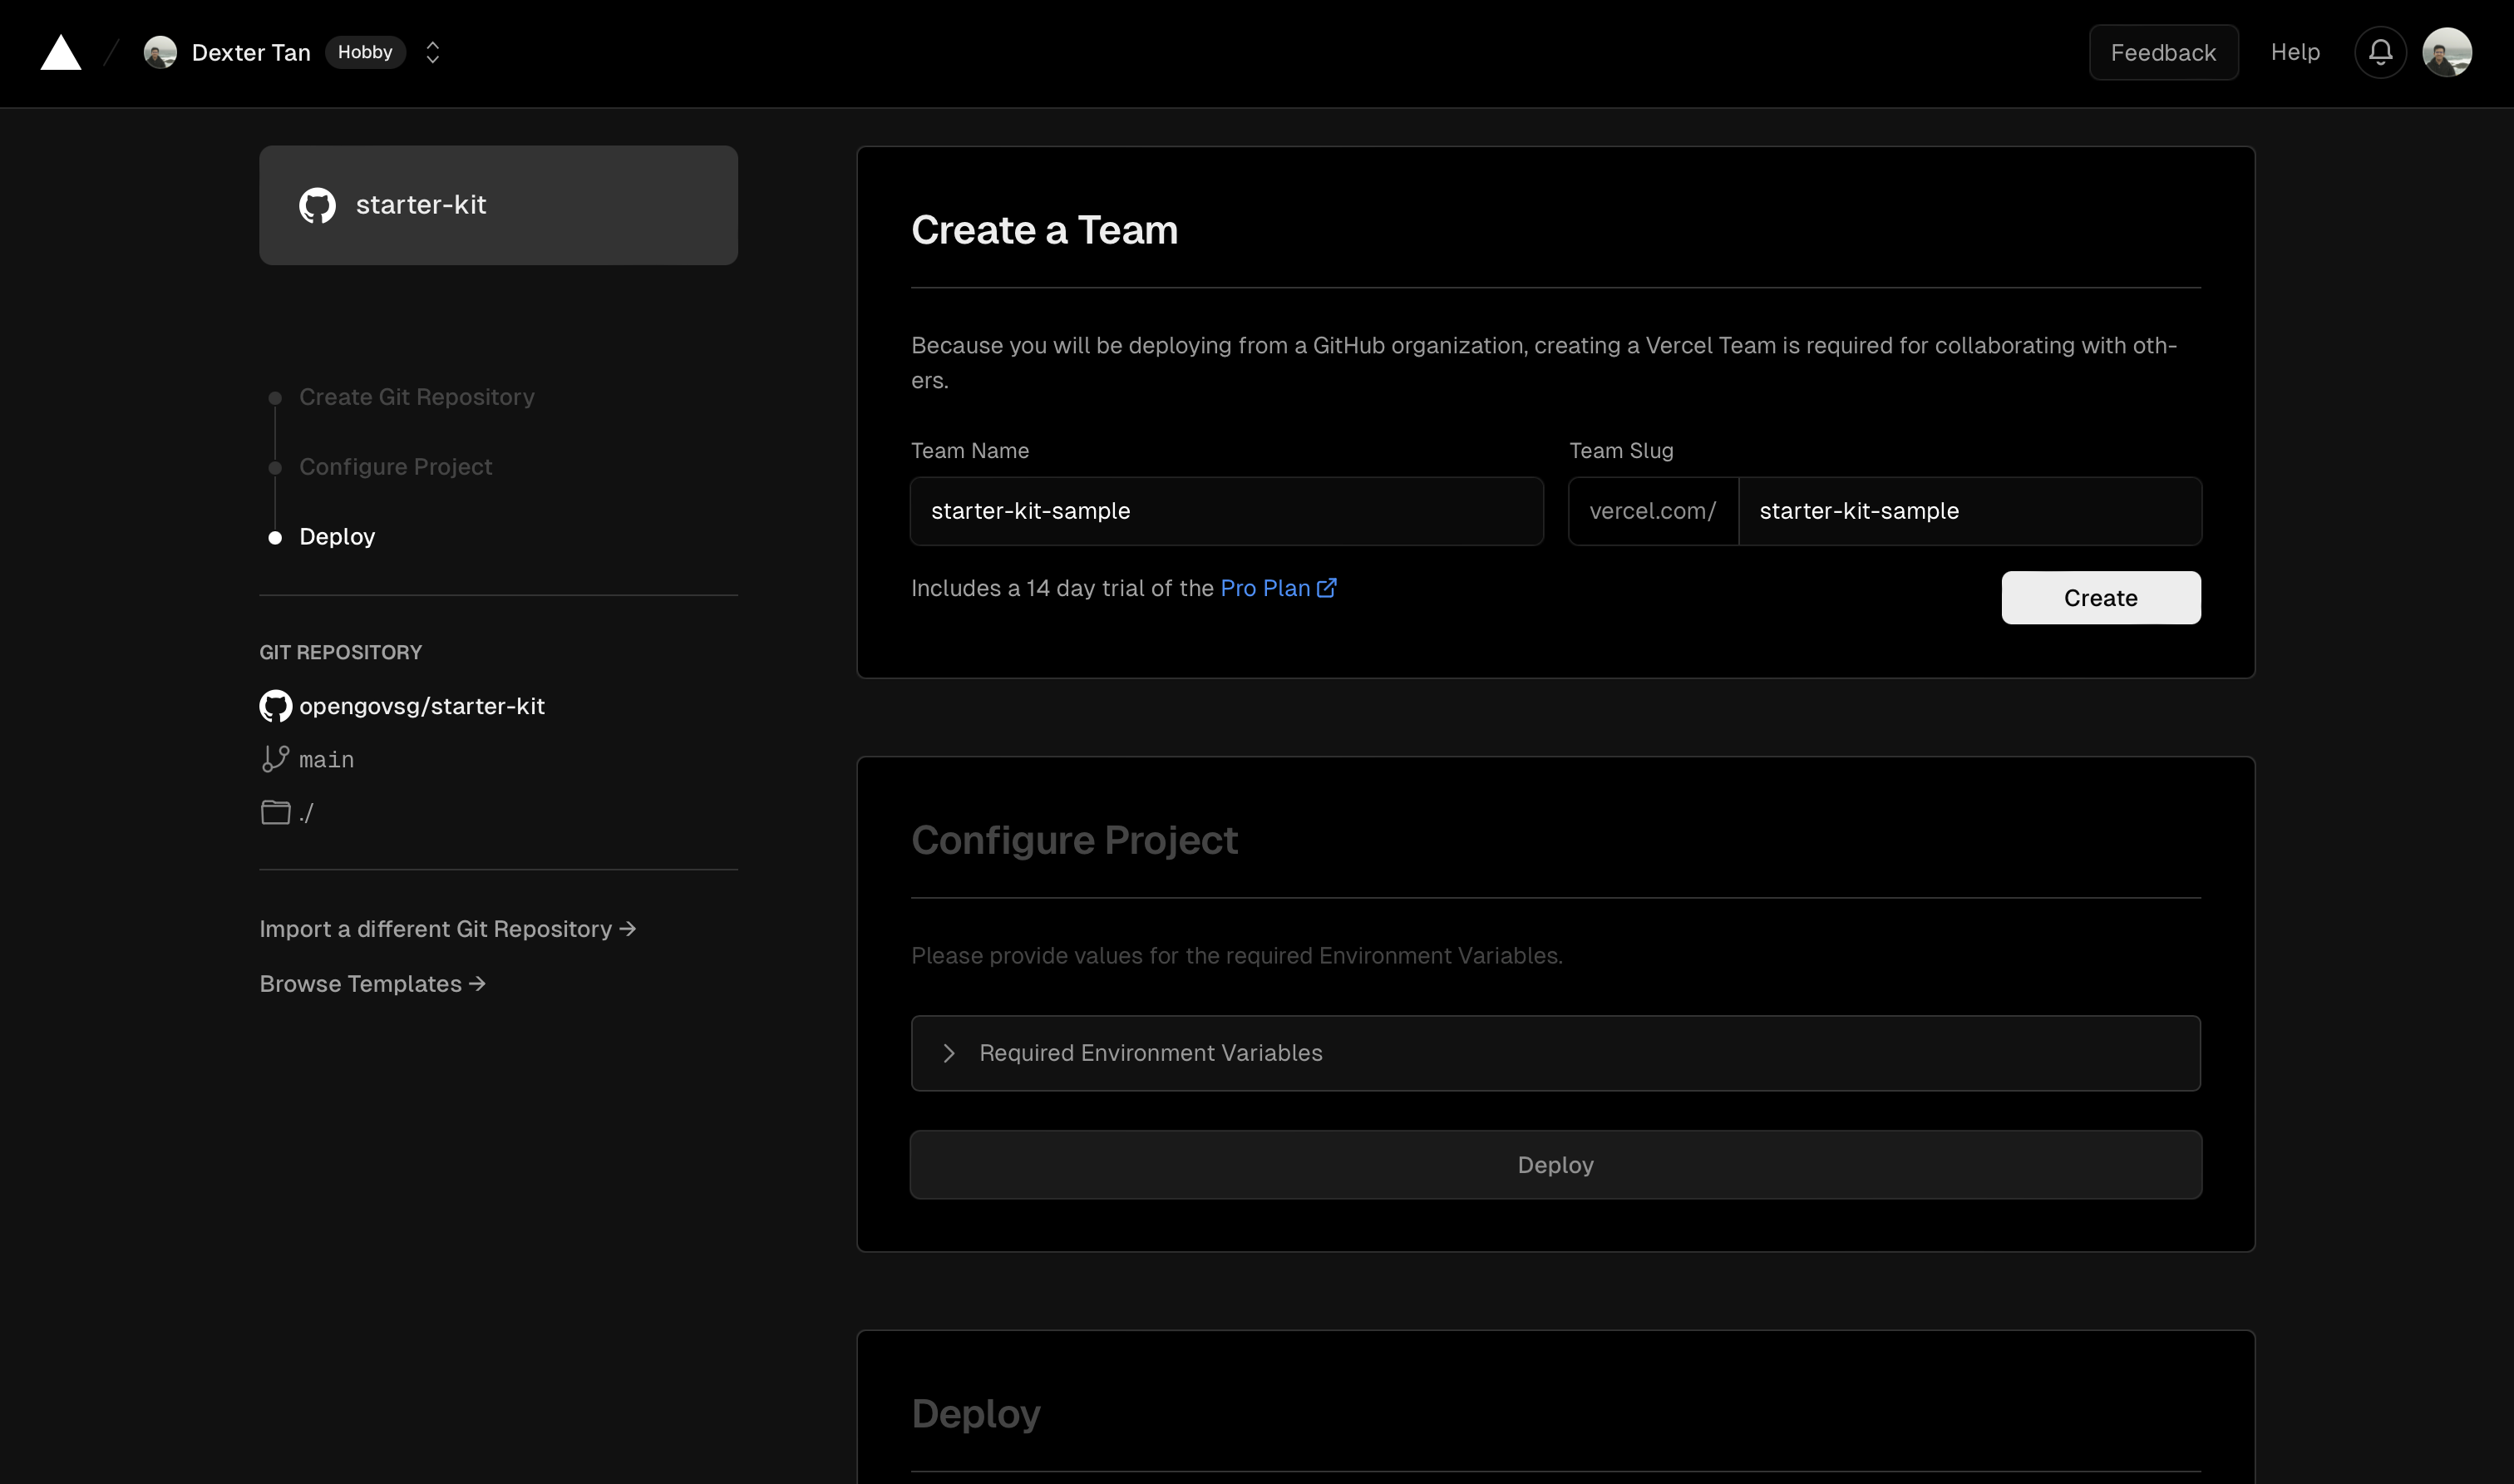 Dexter Tan Hobby
Feedback Help
starter-kit
Create Git Repository
Configure Project
Deploy
GIT REPOSITORY
opengovsg/starter-kit
main
./
Import a different Git Repository →
Browse Templates →
Create a Team
Because you will be deploying from a GitHub organization, creating a Vercel Team is required for collaborating with oth-
ers.
Team Name
starter-kit-sample
Team Slug
vercel.com/ starter-kit-sample
Includes a 14 day trial of the Pro Plan
Create
Configure Project
Please provide values for the required Environment Variables.
Required Environment Variables
Deploy
Deploy